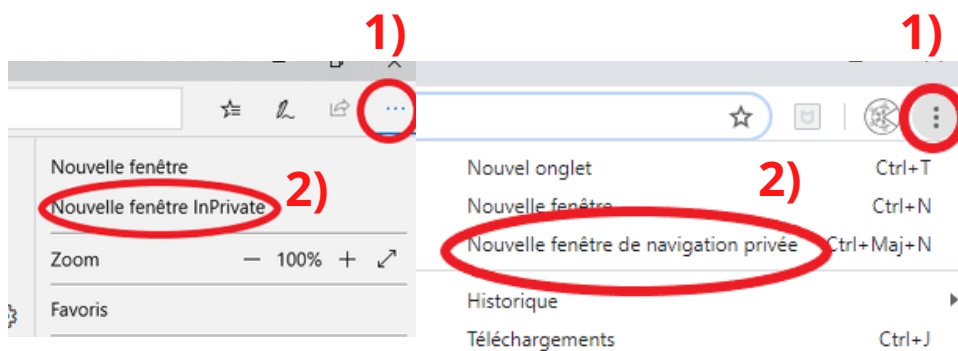 1)
Nouvelle fenêtre
Nouvelle fenêtre InPrivate
2)
Zoom — 100% +
Favoris
1)
Nouvel onglet Ctrl+T
2)
Nouvelle fenêtre Ctrl+N
Nouvelle fenêtre de navigation privée Ctrl+Maj+N
Historique
Téléchargements Ctrl+J